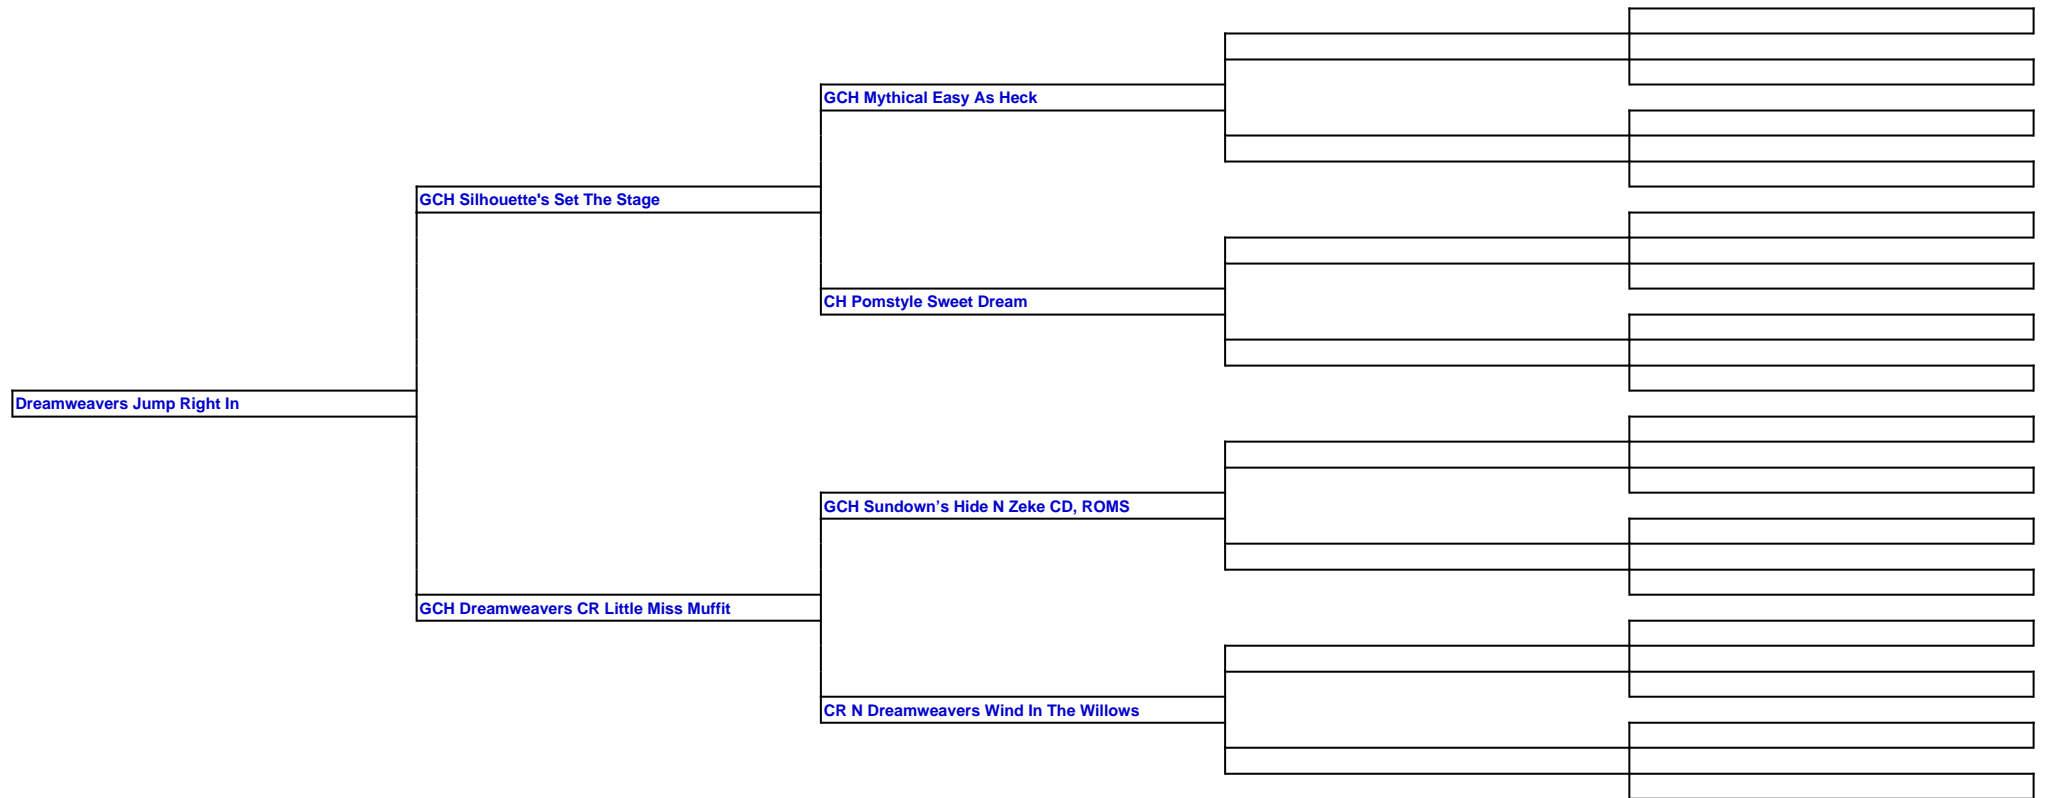 GCH Mythical Easy As Heck
GCH Silhouette's Set The Stage
CH Pomstyle Sweet Dream
Dreamweavers Jump Right In
GCH Sundown’s Hide N Zeke CD, ROMS
GCH Dreamweavers CR Little Miss Muffit
CR N Dreamweavers Wind In The Willows